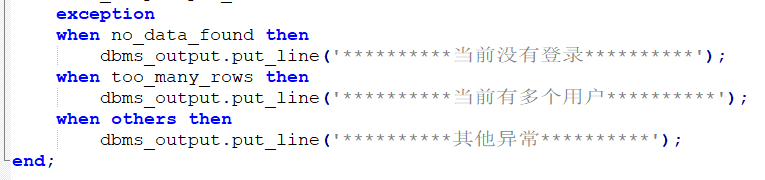 exception
when no_data_found then
dbms_output.put_line('**********当前没有登录**********');
when too_many_rows then
dbms_output.put_line('**********当前有多个用户**********');
when others then
dbms_output.put_line('**********其他异常**********');
end;